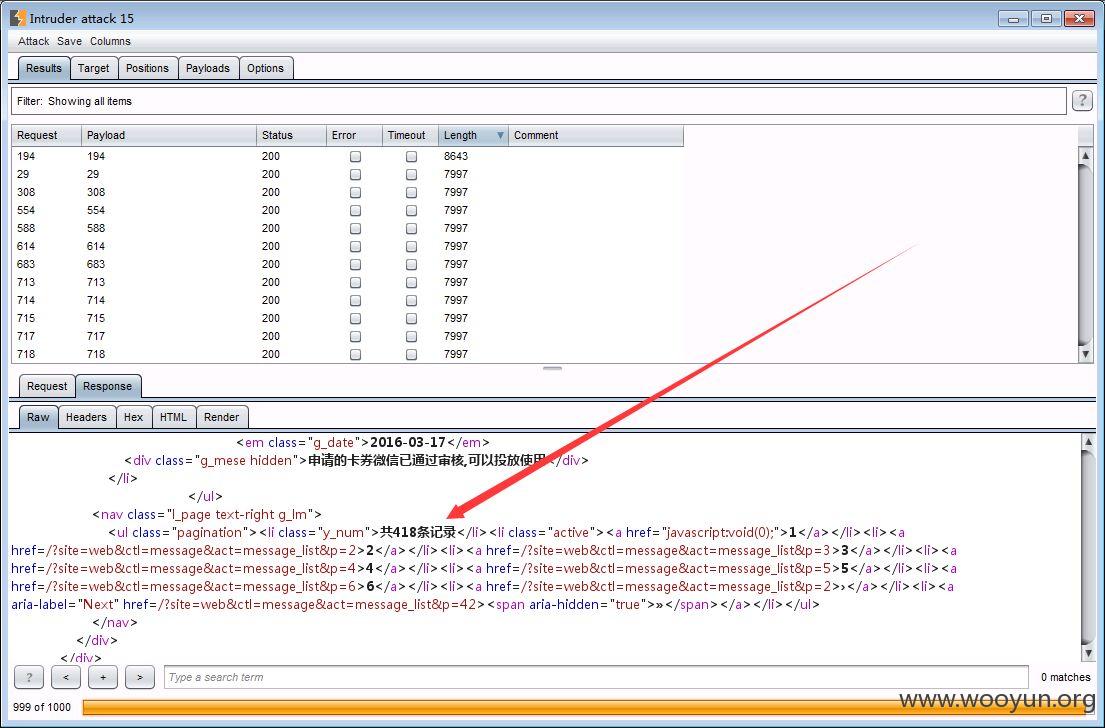 Intruder attack 15
Attack Save Columns
Results Target Positions Payloads Options
Filter: Showing all items ?
Request Payload Status Error Timeout Length Comment
194 194 200 8643
29 29 200 7997
308 308 200 7997
554 554 200 7997
588 588 200 7997
614 614 200 7997
683 683 200 7997
713 713 200 7997
714 714 200 7997
715 715 200 7997
717 717 200 7997
718 718 200 7997
Request Response
Raw Headers Hex HTML Render
<em class="g_date">2016-03-17</em>
<div class="g_mese hidden">申请的卡券微信已通过审核,可以投放使用</div>
</li>
</ul>
<nav class="l_page text-right g_lm">
<ul class="pagination"><li class="y_num">共418条记录</li><li class="active"><a href="javascript:void(0);">1</a></li><li><a
href=/?site=web&ctl=message&act=message_list&p=2>2</a></li><li><a href=/?site=web&ctl=message&act=message_list&p=3>3</a></li><li><a
href=/?site=web&ctl=message&act=message_list&p=4>4</a></li><li><a href=/?site=web&ctl=message&act=message_list&p=5>5</a></li><li><a
href=/?site=web&ctl=message&act=message_list&p=6>6</a></li><li><a href=/?site=web&ctl=message&act=message_list&p=2>›</a></li><li><a
aria-label="Next" href=/?site=web&ctl=message&act=message_list&p=42><span aria-hidden="true">»</span></a></li></ul>
</nav>
</div>
</div>
? < + > Type a search term 0 matches
999 of 1000
www.wooyun.org